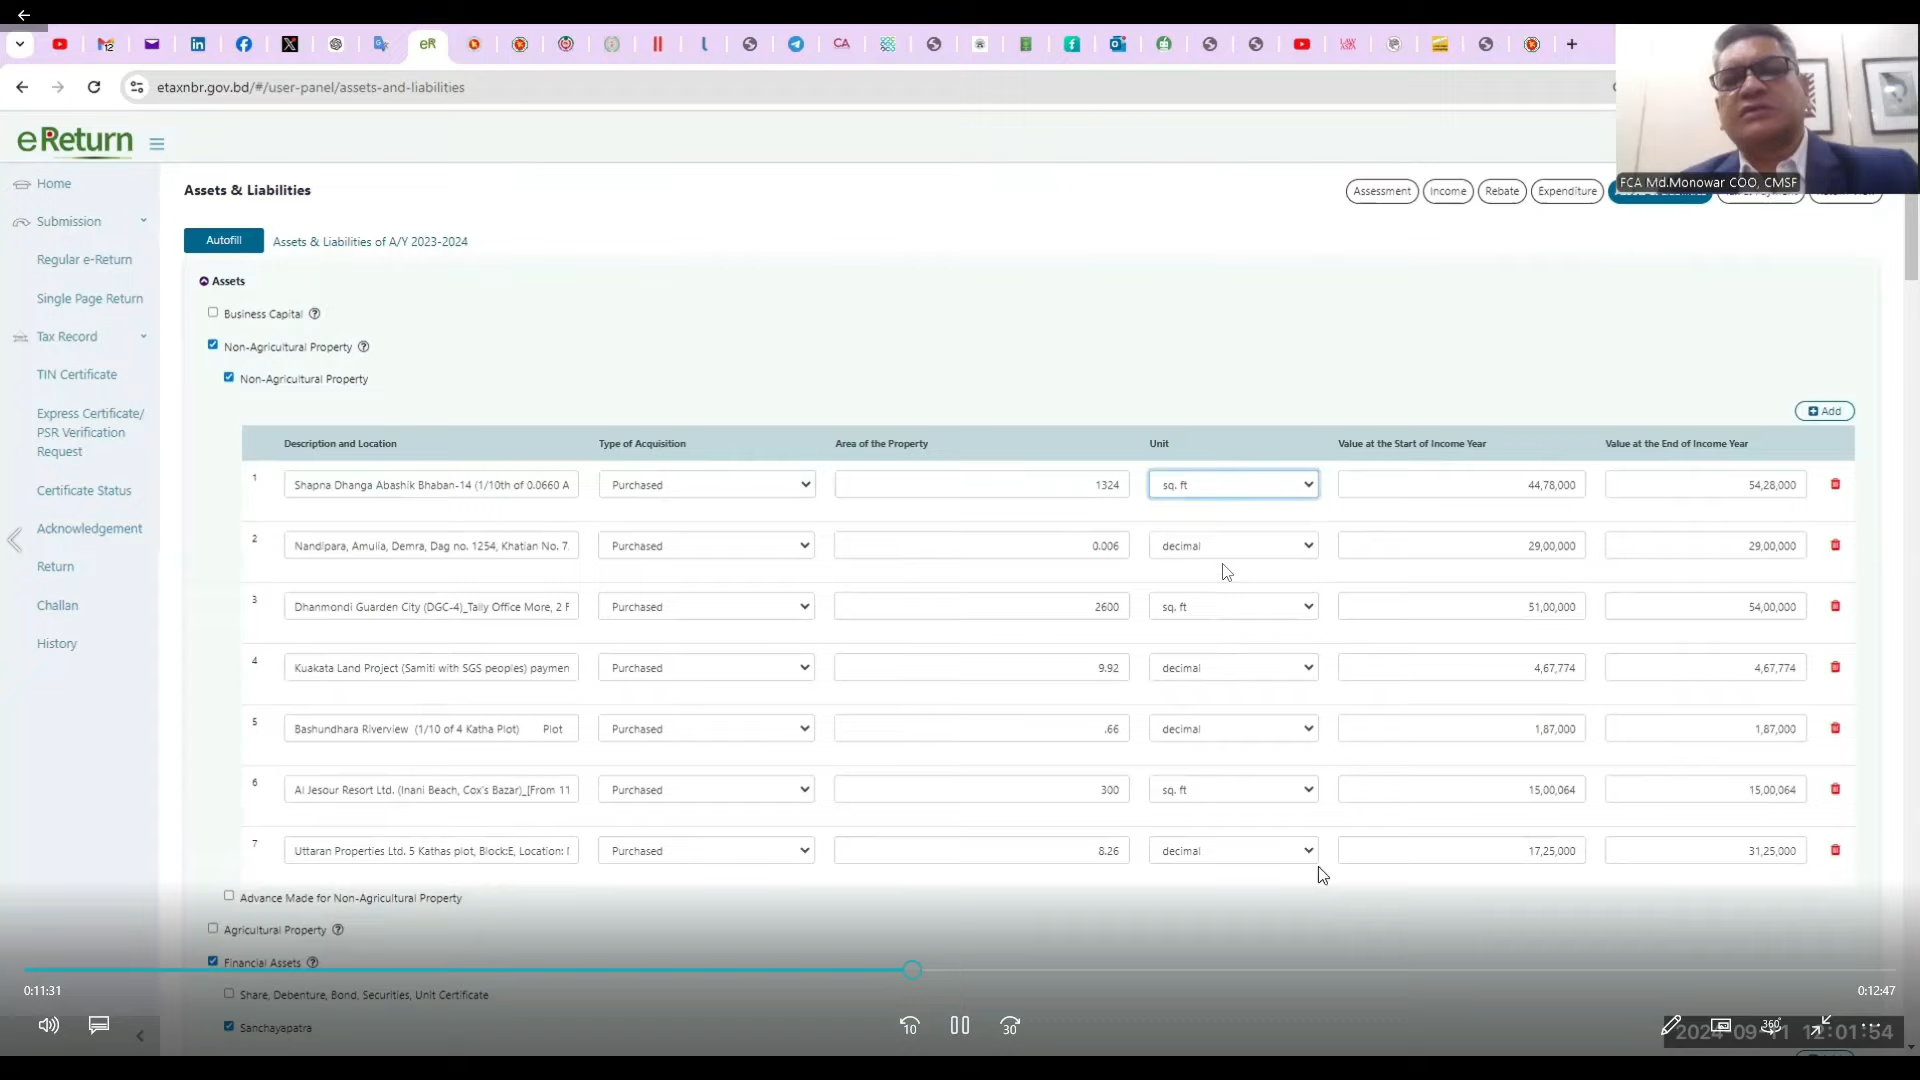 etaxnbr.gov.bd/#/user-panel/assets-and-liabilities
eReturn
FCA Md.Monowar COO, CMSF
Home
Submission
Regular e-Return
Single Page Return
Tax Record
TIN Certificate
Express Certificate/
PSR Verification
Request
Certificate Status
Acknowledgement
Return
Challan
History
Assets & Liabilities
Assessment Income Rebate Expenditure
Autofill Assets & Liabilities of A/Y 2023-2024
Assets
Business Capital
Non-Agricultural Property
Non-Agricultural Property
Add
Description and Location Type of Acquisition Area of the Property Unit Value at the Start of Income Year Value at the End of Income Year
1 Shapna Dhanga Abashik Bhaban-14 (1/10th of 0.0660 A Purchased 1324 sq. ft 44,78,000 54,28,000
2 Nandipara, Amulia, Demra, Dag no. 1254, Khatian No. 7. Purchased 0.006 decimal 29,00,000 29,00,000
3 Dhanmondi Guarden City (DGC-4)_Tally Office More, 2 F Purchased 2600 sq. ft 51,00,000 54,00,000
4 Kuakata Land Project (Samiti with SGS peoples) paymen Purchased 9.92 decimal 4,67,774 4,67,774
5 Bashundhara Riverview (1/10 of 4 Katha Plot) Plot Purchased .66 decimal 1,87,000 1,87,000
6 Al Jesour Resort Ltd. (Inani Beach, Cox's Bazar)_[From 11 Purchased 300 sq. ft 15,00,064 15,00,064
7 Uttaran Properties Ltd. 5 Kathas plot, Block:E, Location: Purchased 8.26 decimal 17,25,000 31,25,000
Advance Made for Non-Agricultural Property
Agricultural Property
Financial Assets
Share, Debenture, Bond, Securities, Unit Certificate
Sanchayapatra
0:11:31
0:12:47
10
30
360°
2024-09-11 12:01:54